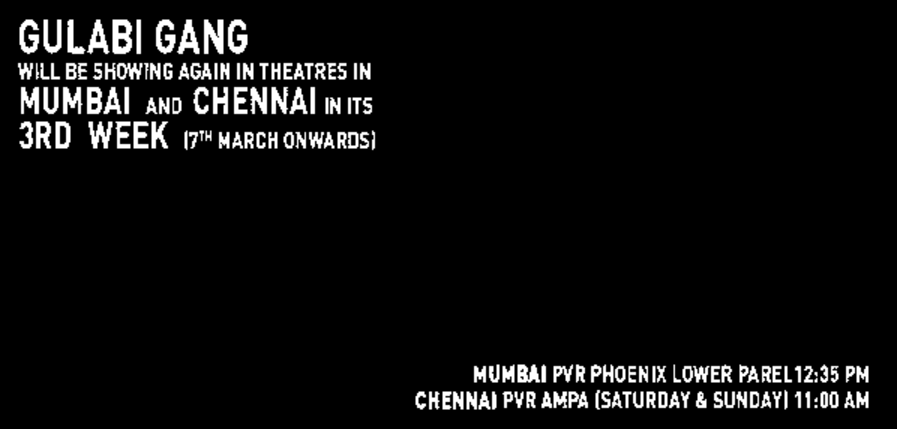 GULABI GANG
WILL BE SHOWING AGAIN IN THEATRES IN
MUMBAI AND CHENNAI IN ITS
3RD WEEK (7TH MARCH ONWARDS)
MUMBAI PVR PHOENIX LOWER PAREL 12:35 PM
CHENNAI PVR AMPA (SATURDAY & SUNDAY) 11:00 AM